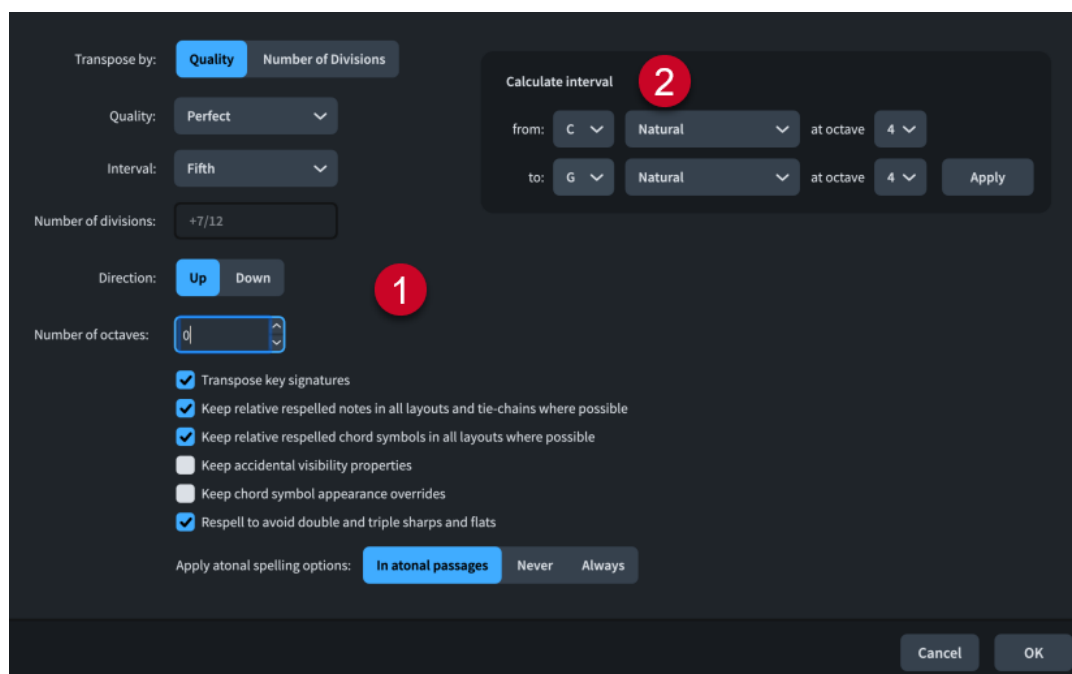 Transpose by: Quality Number of Divisions
Calculate interval 2
Quality: Perfect
from: C Natural at octave 4
Interval: Fifth
to: G Natural at octave 4 Apply
Number of divisions: +7/12
Direction: Up Down
1
Number of octaves: 0
Transpose key signatures
Keep relative respelled notes in all layouts and tie-chains where possible
Keep relative respelled chord symbols in all layouts where possible
Keep accidental visibility properties
Keep chord symbol appearance overrides
Respell to avoid double and triple sharps and flats
Apply atonal spelling options: In atonal passages Never Always
Cancel OK